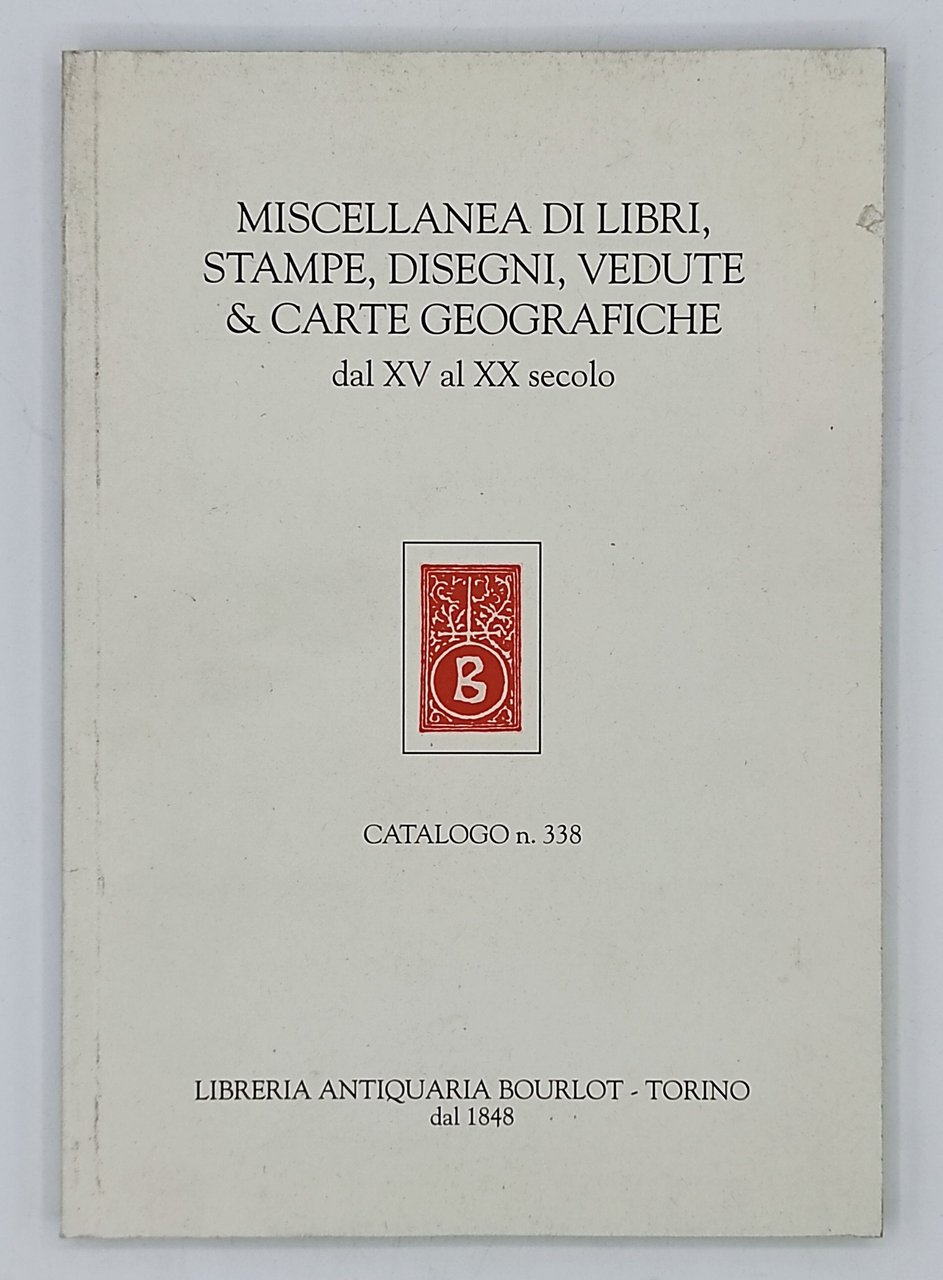 MISCELLANEA DI LIBRI,
STAMPE, DISEGNI, VEDUTE
& CARTE GEOGRAFICHE
dal XV al XX secolo
B
CATALOGO n. 338
LIBRERIA ANTIQUARIA BOURLOT - TORINO
dal 1848